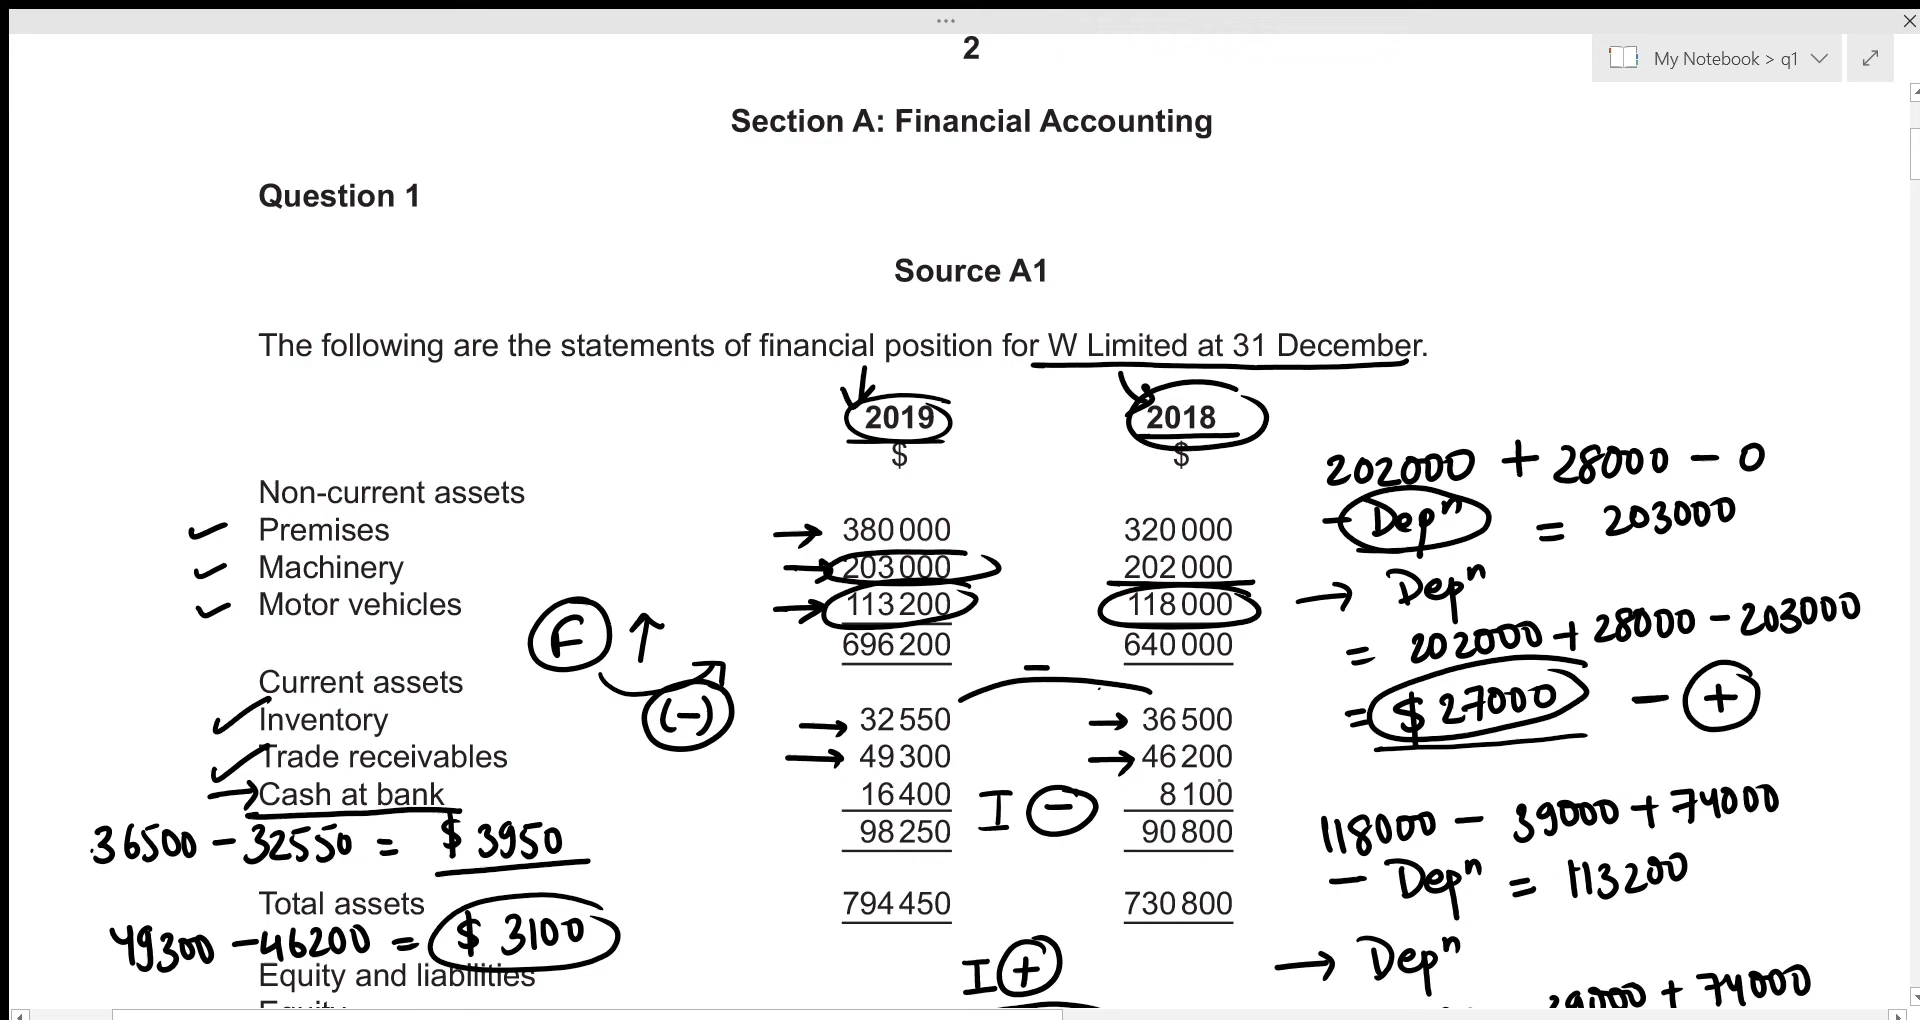 ...
2
My Notebook > q1
Section A: Financial Accounting
Question 1
Source A1
The following are the statements of financial position for W Limited at 31 December.
2019 2018
$ $
Non-current assets
Premises 380 000 320 000
Machinery 203 000 202 000
Motor vehicles 113 200 118 000
696 200 640 000
Current assets
Inventory 32 550 36 500
Trade receivables 49 300 46 200
Cash at bank 16 400 8 100
98 250 90 800
Total assets 794 450 730 800
Equity and liabilities
F ↑
(-)
I -
I +
36500 - 32550 = $ 3950
49300 - 46200 = $ 3100
202000 + 28000 - 0
- Depⁿ = 203000
→ Depⁿ
= 202000 + 28000 - 203000
= $ 27000 - +
118000 - 39000 + 74000
- Depⁿ = 113200
→ Depⁿ
39000 + 74000